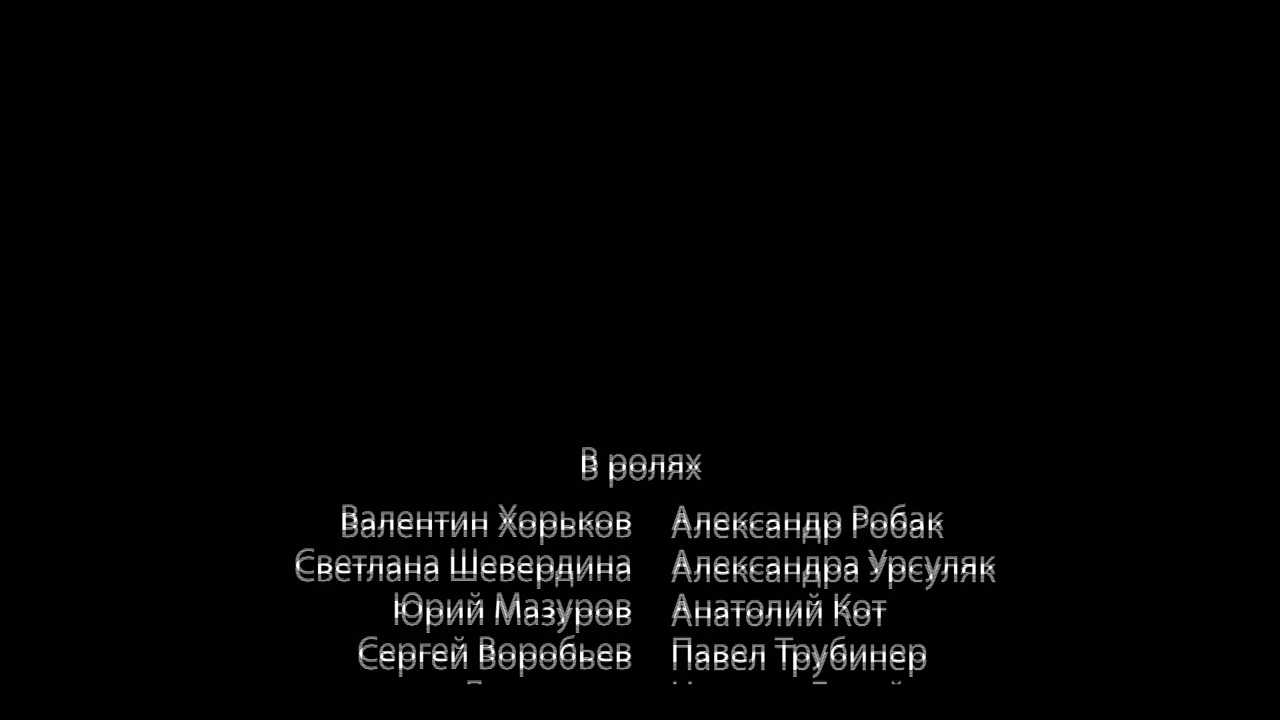 В ролях
Валентин Хорьков Александр Робак
Светлана Шевердина Александра Урсуляк
Юрий Мазуров Анатолий Кот
Сергей Воробьев Павел Трубинер